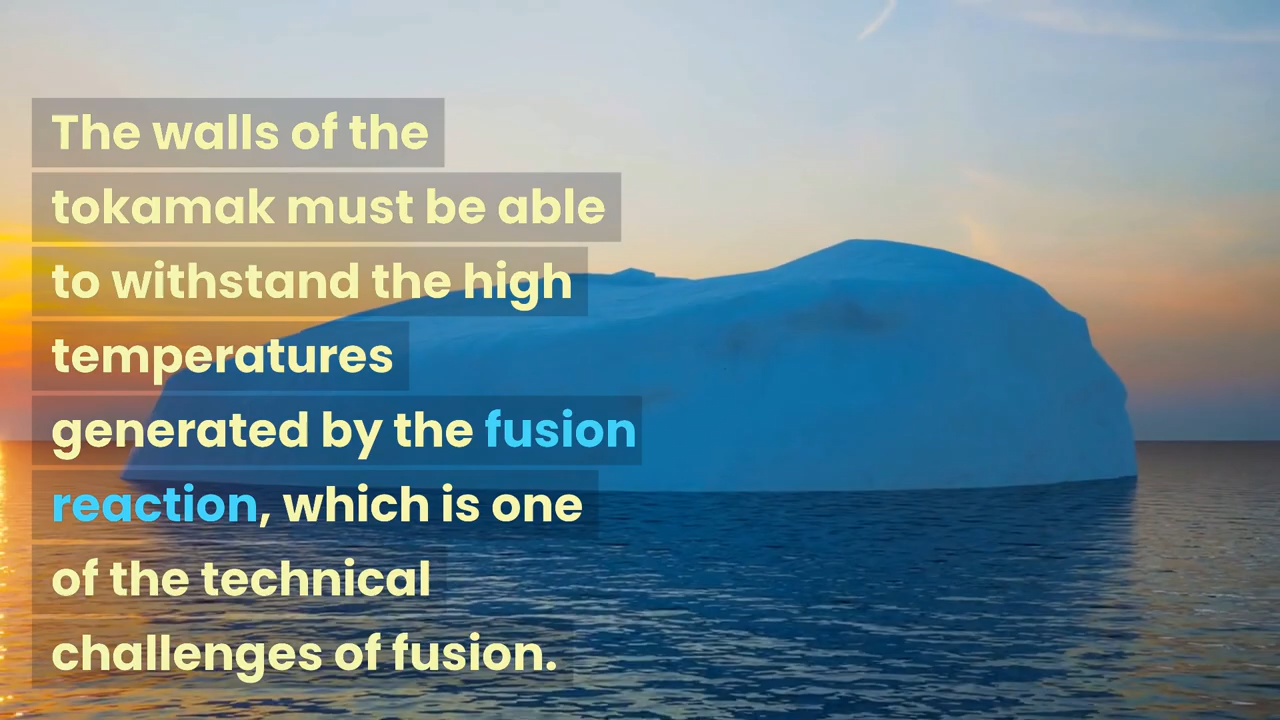 The walls of the
tokamak must be able
to withstand the high
temperatures
generated by the fusion
reaction, which is one
of the technical
challenges of fusion.